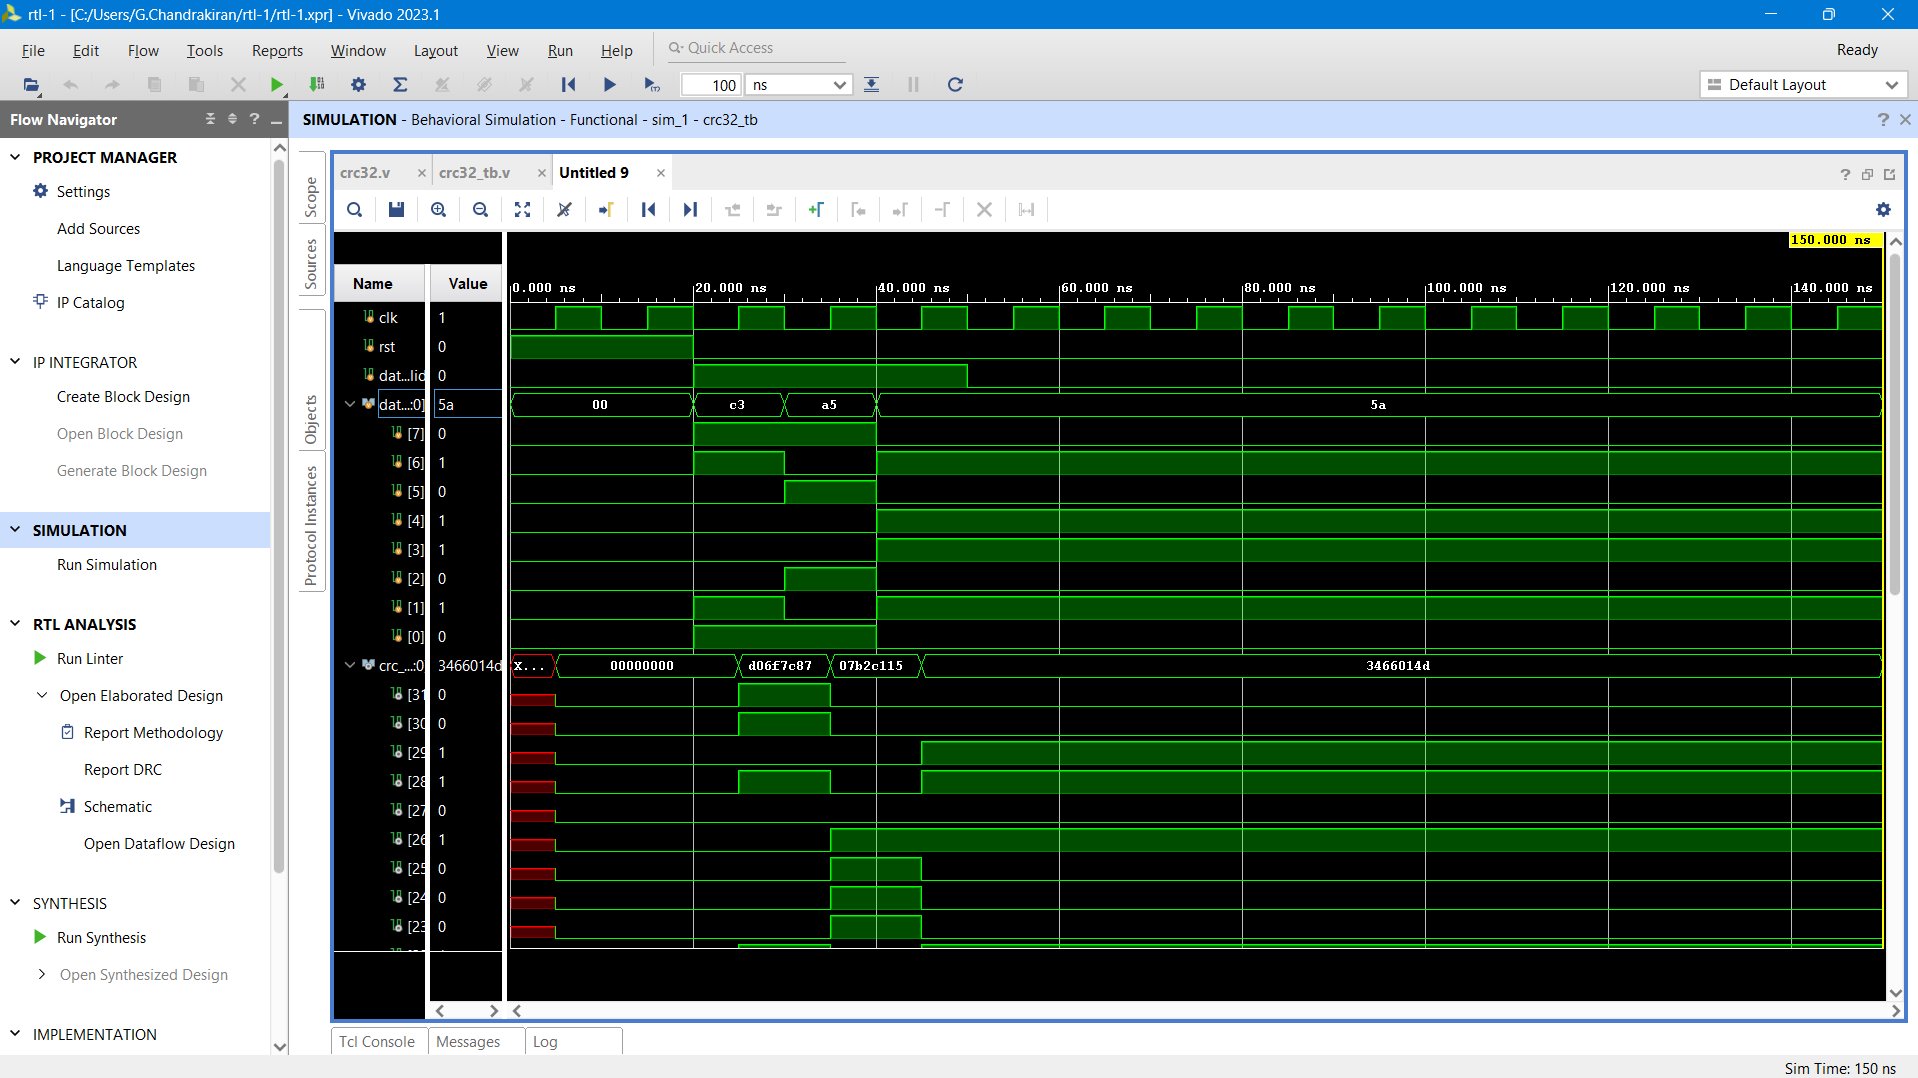 rtl-1 - [C:/Users/G.Chandrakiran/rtl-1/rtl-1.xpr] - Vivado 2023.1
File Edit Flow Tools Reports Window Layout View Run Help Quick Access Ready
100 ns Default Layout
Flow Navigator
PROJECT MANAGER
Settings
Add Sources
Language Templates
IP Catalog
IP INTEGRATOR
Create Block Design
Open Block Design
Generate Block Design
SIMULATION
Run Simulation
RTL ANALYSIS
Run Linter
Open Elaborated Design
Report Methodology
Report DRC
Schematic
Open Dataflow Design
SYNTHESIS
Run Synthesis
Open Synthesized Design
IMPLEMENTATION
SIMULATION - Behavioral Simulation - Functional - sim_1 - crc32_tb
Scope
Sources
Objects
Protocol Instances
crc32.v crc32_tb.v Untitled 9
150.000 ns
Name Value
0.000 ns 20.000 ns 40.000 ns 60.000 ns 80.000 ns 100.000 ns 120.000 ns 140.000 ns
clk 1
rst 0
dat...lid 0
dat...:0] 5a 00 c3 a5 5a
[7] 0
[6] 1
[5] 0
[4] 1
[3] 1
[2] 0
[1] 1
[0] 0
crc_...:0 3466014d X... 00000000 d06f7c87 07b2c115 3466014d
[31 0
[30 0
[29 1
[28 1
[27 0
[26 1
[25 0
[24 0
[23 0
Tcl Console Messages Log
Sim Time: 150 ns